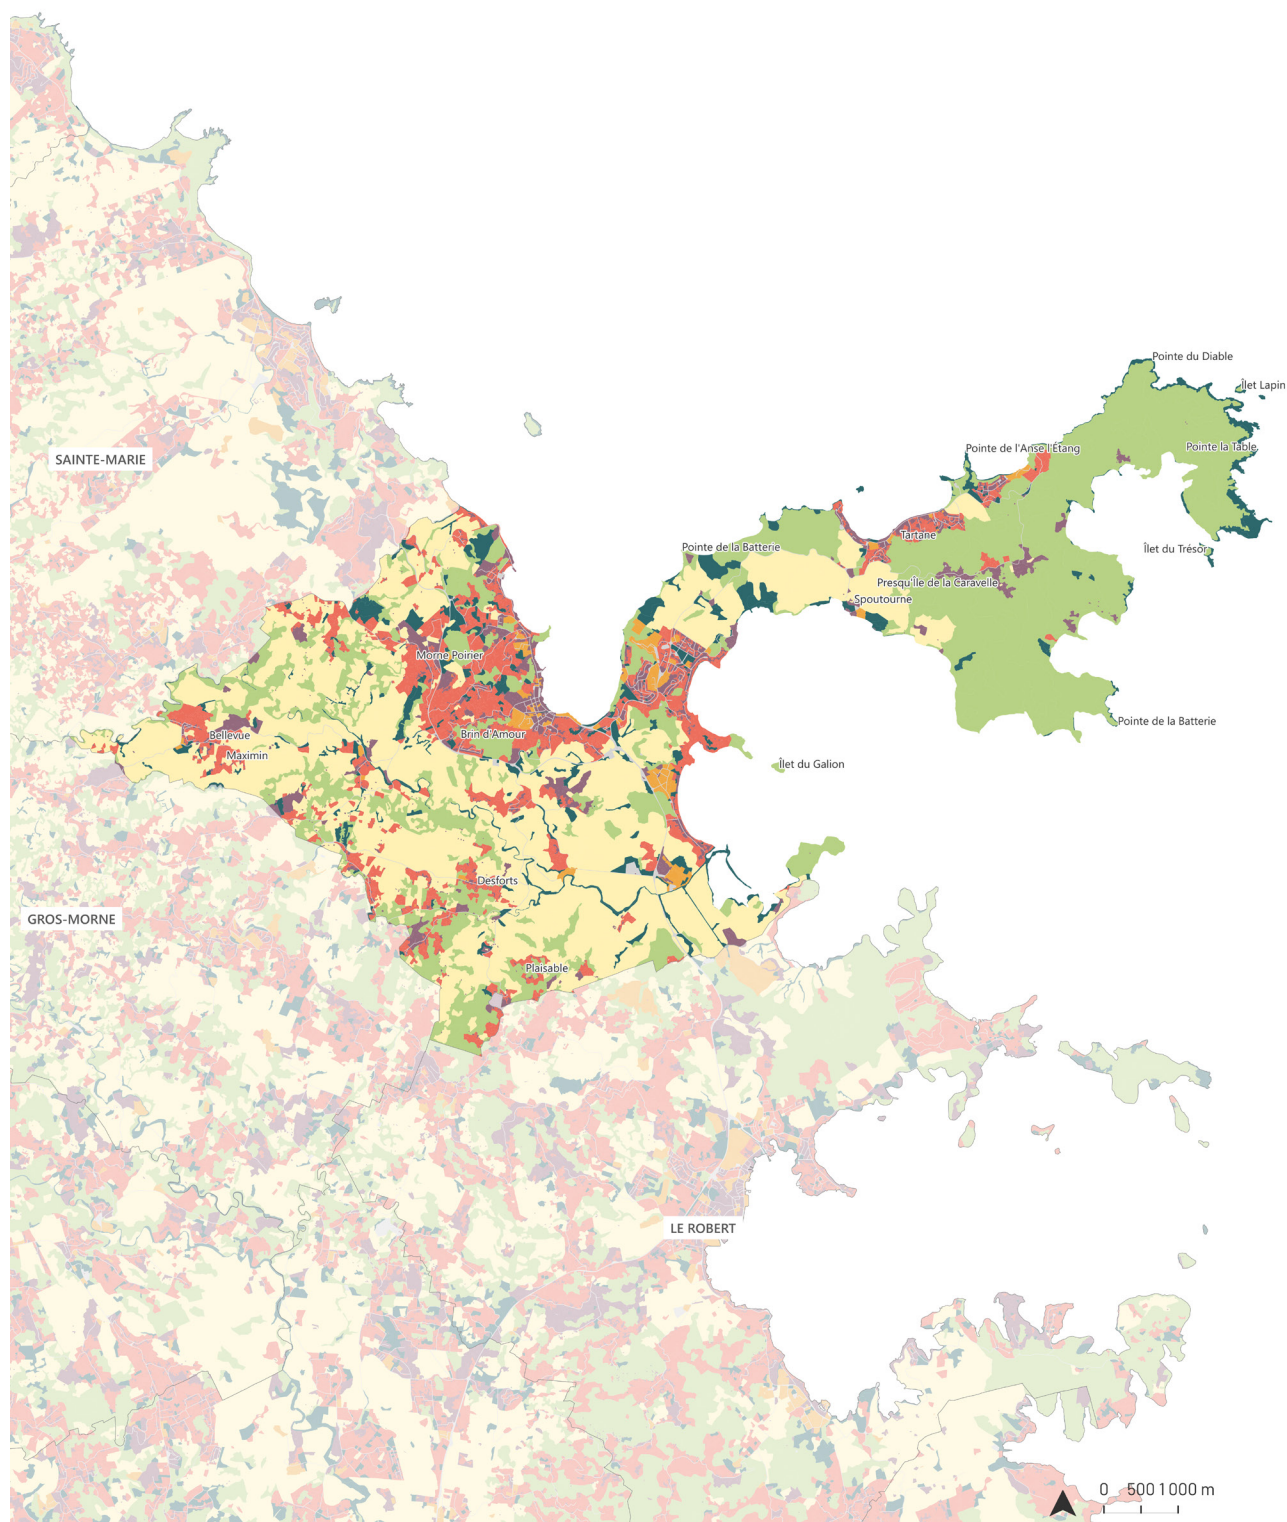 Pointe du Diable
Îlet Lapin
Pointe de l'Anse l'Étang
Pointe la Table
SAINTE-MARIE
Tartane
Pointe de la Batterie
Îlet du Trésor
Presqu'Île de la Caravelle
Spoutourne
Morne Poirier
Pointe de la Batterie
Bellevue
Brin d'Amour
Maximin
Îlet du Galion
Desforts
GROS-MORNE
Plaisable
LE ROBERT
0 500 1 000 m